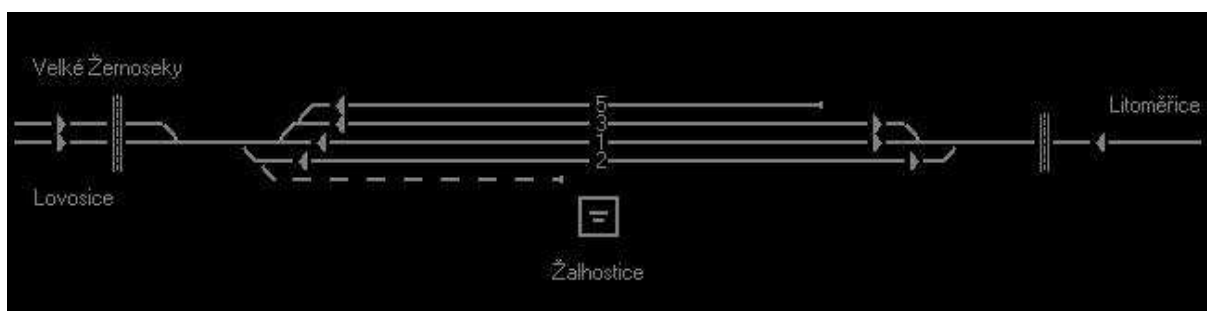 Velké Žernoseky
Litoměřice
5
3
1
2
Lovosice
Žalhostice